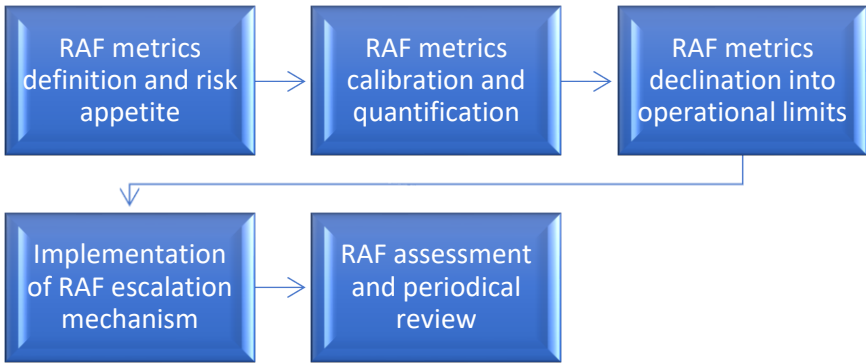 RAF metrics
definition and risk
appetite
RAF metrics
calibration and
quantification
RAF metrics
declination into
operational limits
Implementation
of RAF escalation
mechanism
RAF assessment
and periodical
review